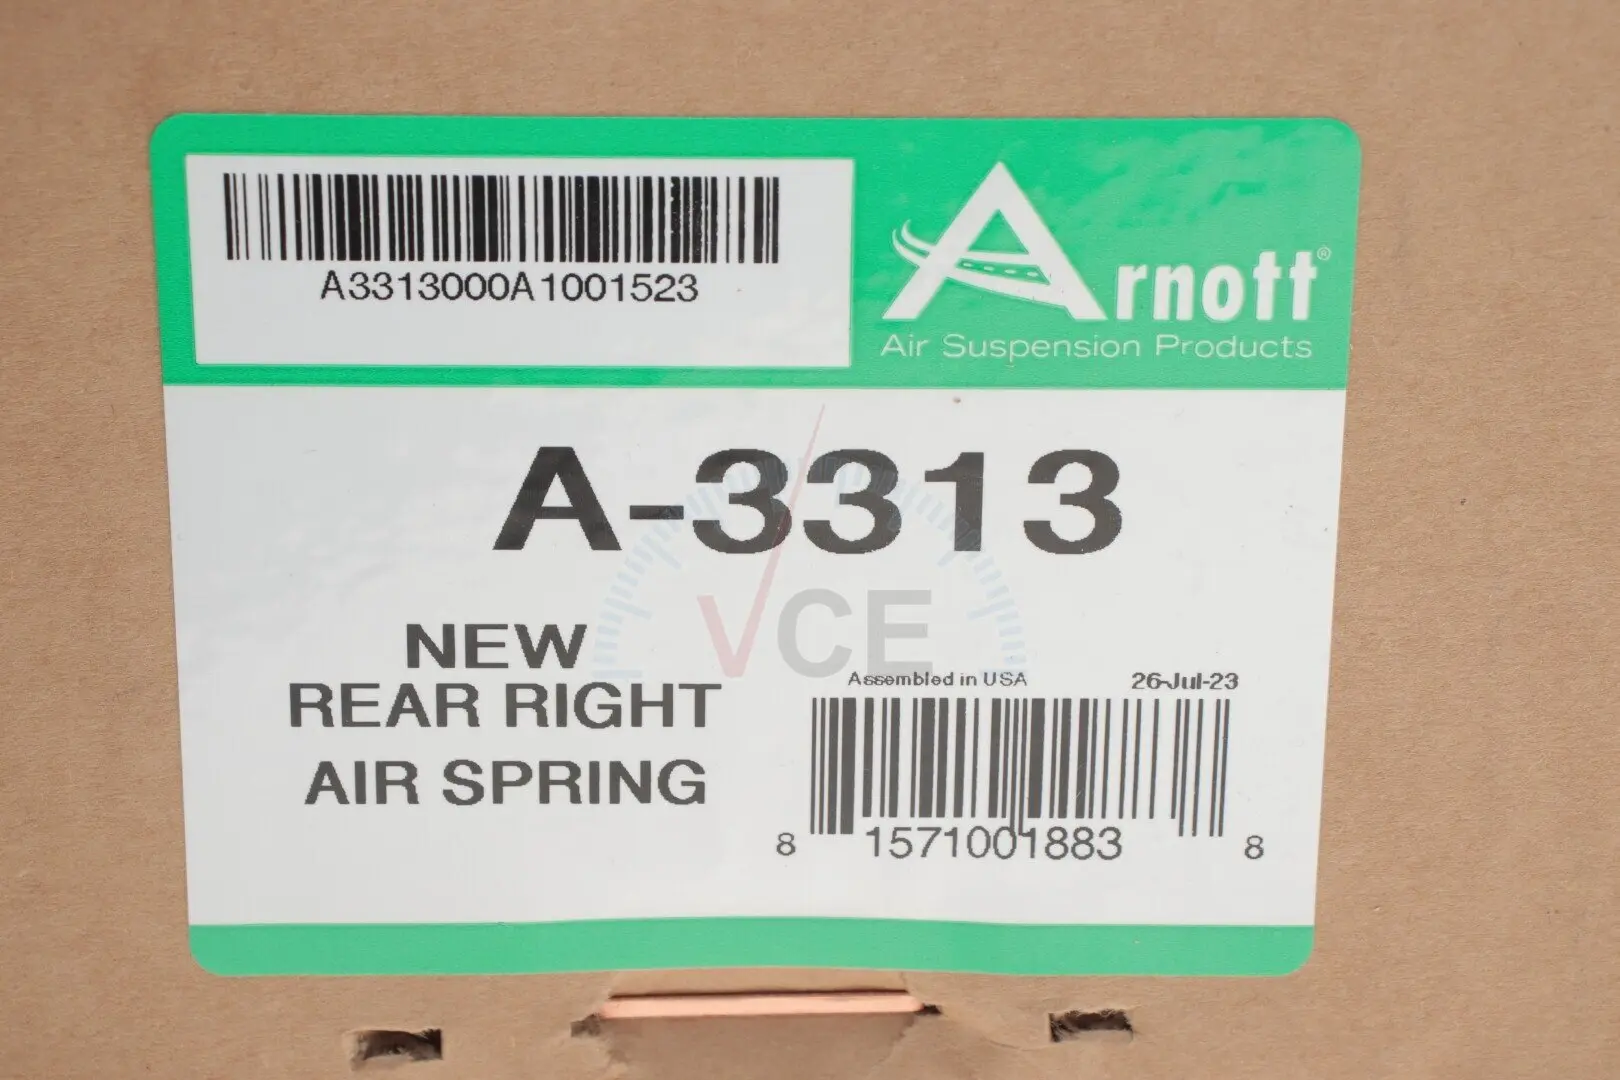 A3313000A1001523
Arnott®
Air Suspension Products
A-3313
VCE
NEW
REAR RIGHT
AIR SPRING
Assembled in USA
26-Jul-23
8 1571001883 8